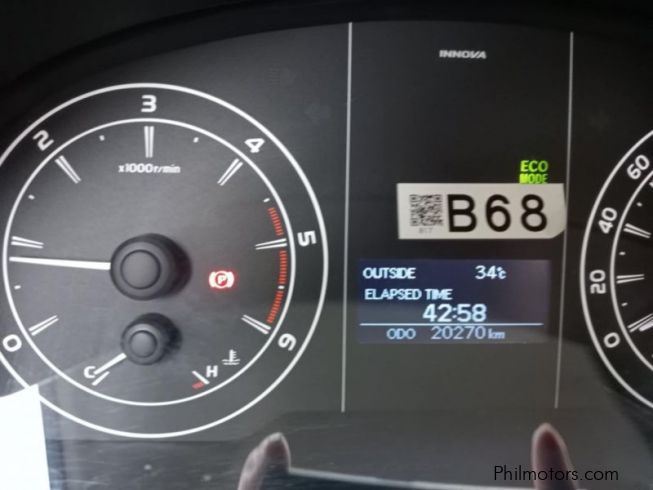 INNOVA
0 2 3 4 5 6
x1000r/min
C H
ECO
MODE
B68
OUTSIDE 34℃
ELAPSED TIME
42:58
ODO 20270 km
0 20 40 60
Philmotors.com